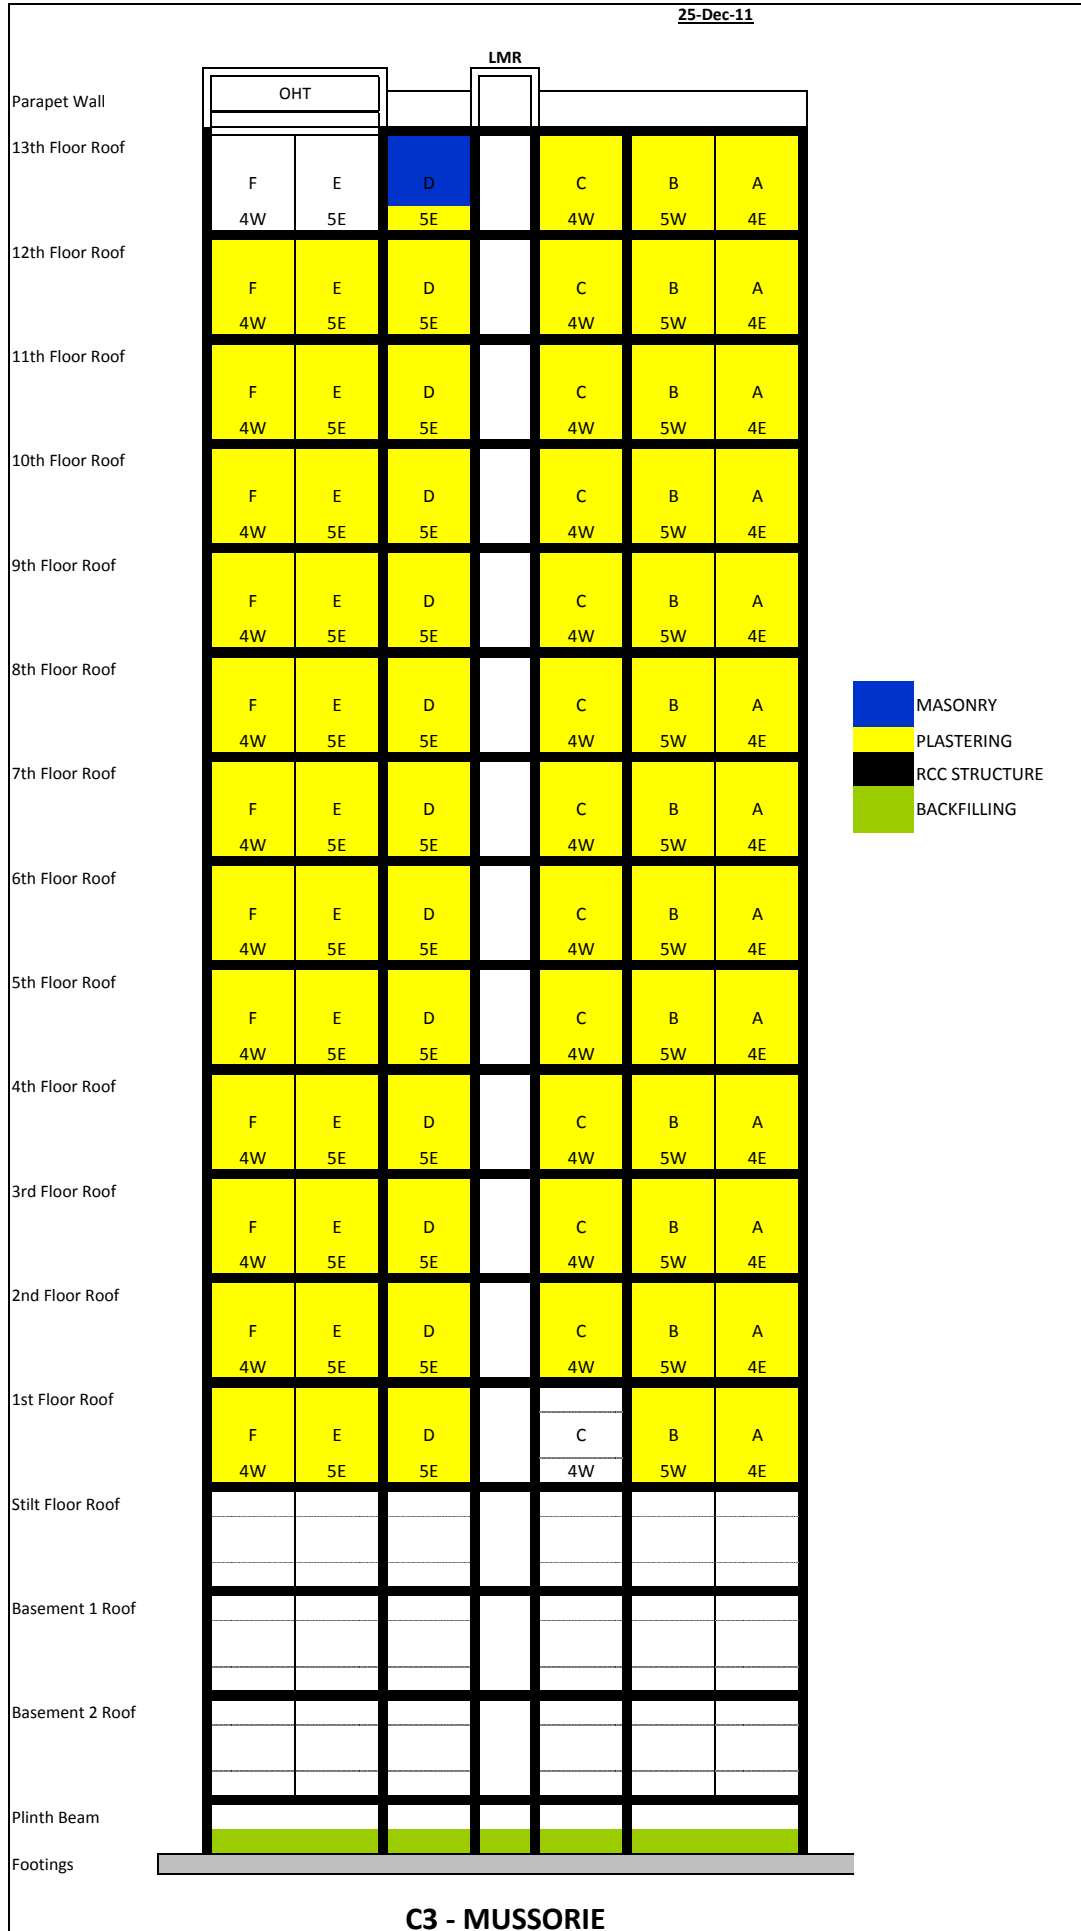 25-Dec-11
LMR
OHT
Parapet Wall
13th Floor Roof
F E D C B A
4W 5E 5E 4W 5W 4E
12th Floor Roof
F E D C B A
4W 5E 5E 4W 5W 4E
11th Floor Roof
F E D C B A
4W 5E 5E 4W 5W 4E
10th Floor Roof
F E D C B A
4W 5E 5E 4W 5W 4E
9th Floor Roof
F E D C B A
4W 5E 5E 4W 5W 4E
8th Floor Roof
F E D C B A
4W 5E 5E 4W 5W 4E
7th Floor Roof
F E D C B A
4W 5E 5E 4W 5W 4E
6th Floor Roof
F E D C B A
4W 5E 5E 4W 5W 4E
5th Floor Roof
F E D C B A
4W 5E 5E 4W 5W 4E
4th Floor Roof
F E D C B A
4W 5E 5E 4W 5W 4E
3rd Floor Roof
F E D C B A
4W 5E 5E 4W 5W 4E
2nd Floor Roof
F E D C B A
4W 5E 5E 4W 5W 4E
1st Floor Roof
F E D C B A
4W 5E 5E 4W 5W 4E
Stilt Floor Roof
Basement 1 Roof
Basement 2 Roof
Plinth Beam
Footings
MASONRY
PLASTERING
RCC STRUCTURE
BACKFILLING
C3 - MUSSORIE